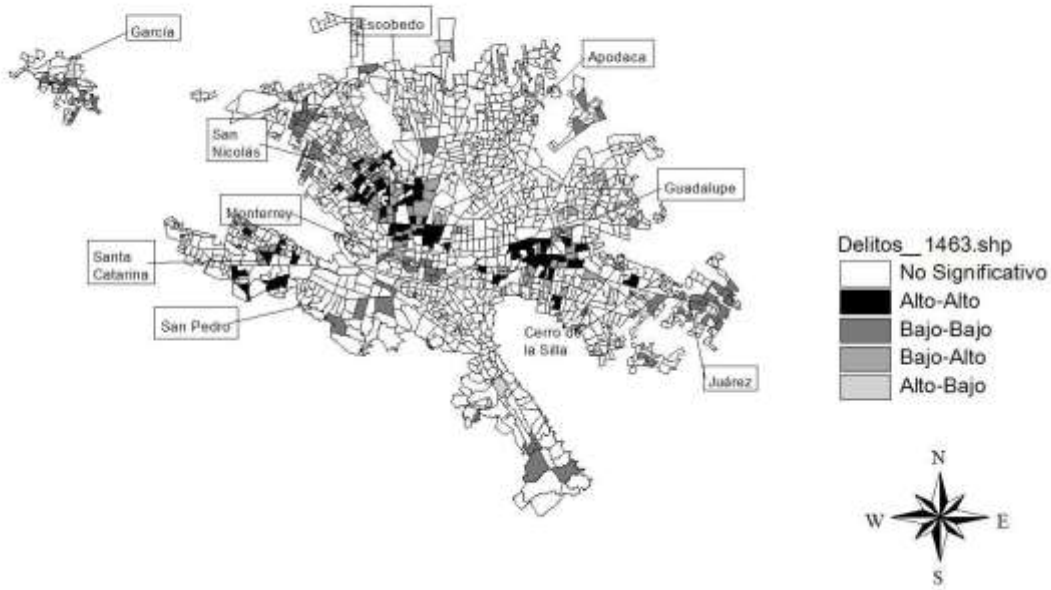 García
Escobedo
Apodaca
San
Nicolás
Guadalupe
Monterrey
Santa
Catarina
San Pedro
Cerro de
la Silla
Juárez
Delitos__1463.shp
No Significativo
Alto-Alto
Bajo-Bajo
Bajo-Alto
Alto-Bajo
N
W
E
S